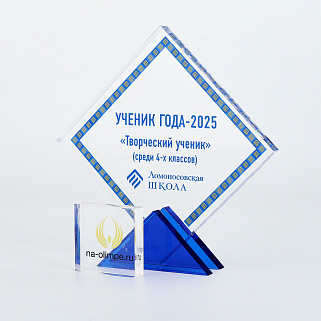 УЧЕНИК ГОДА-2025
«Творческий ученик»
(среди 4-х классов)
Ломоносовская
ШКОЛА
na-olimpe.ru